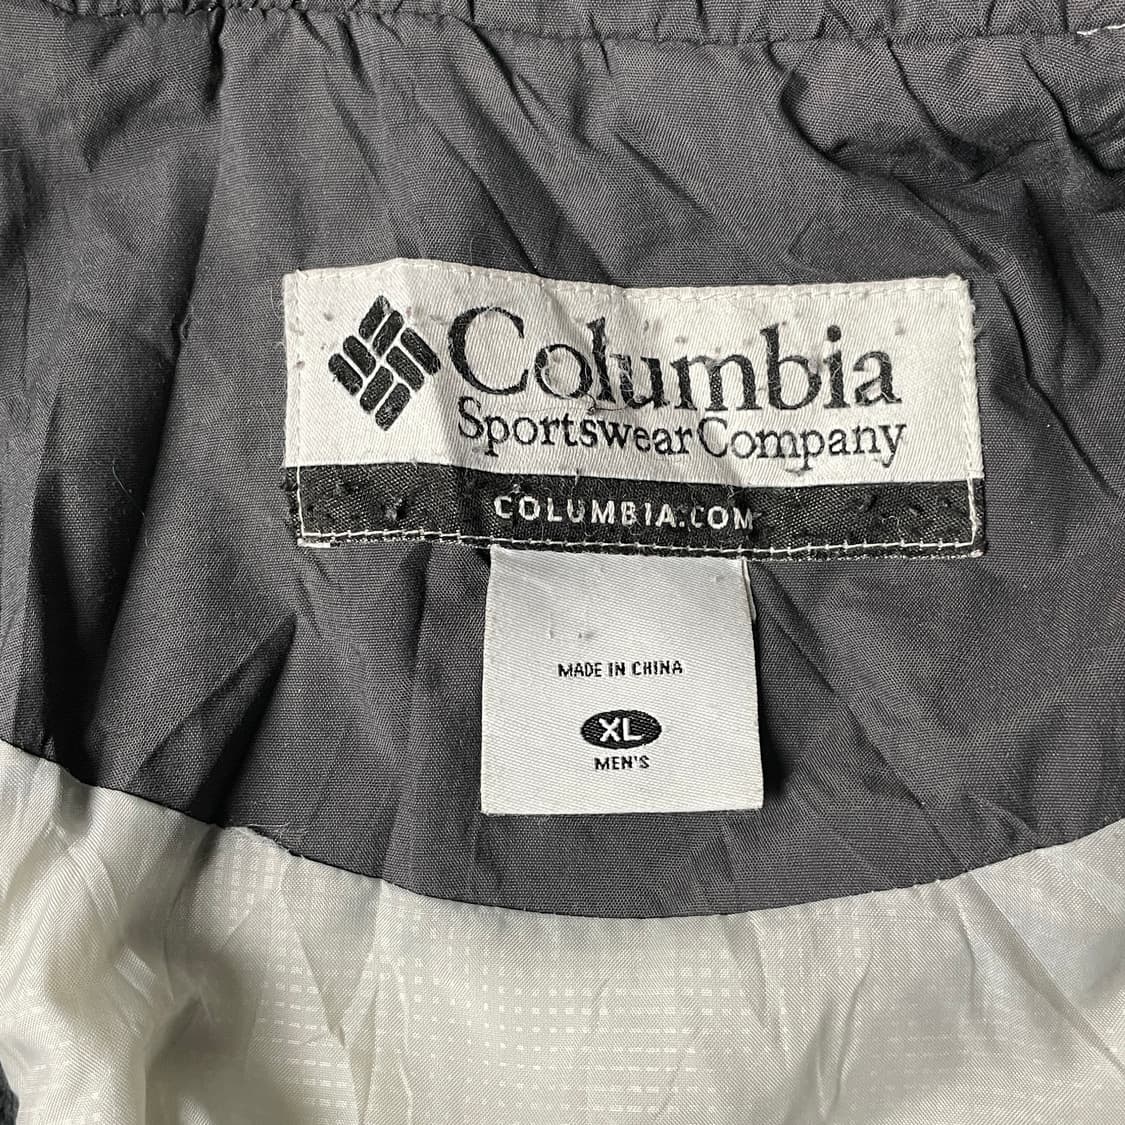 Columbia
Sportswear Company
COLUMBIA.COM
MADE IN CHINA
XL
MEN'S